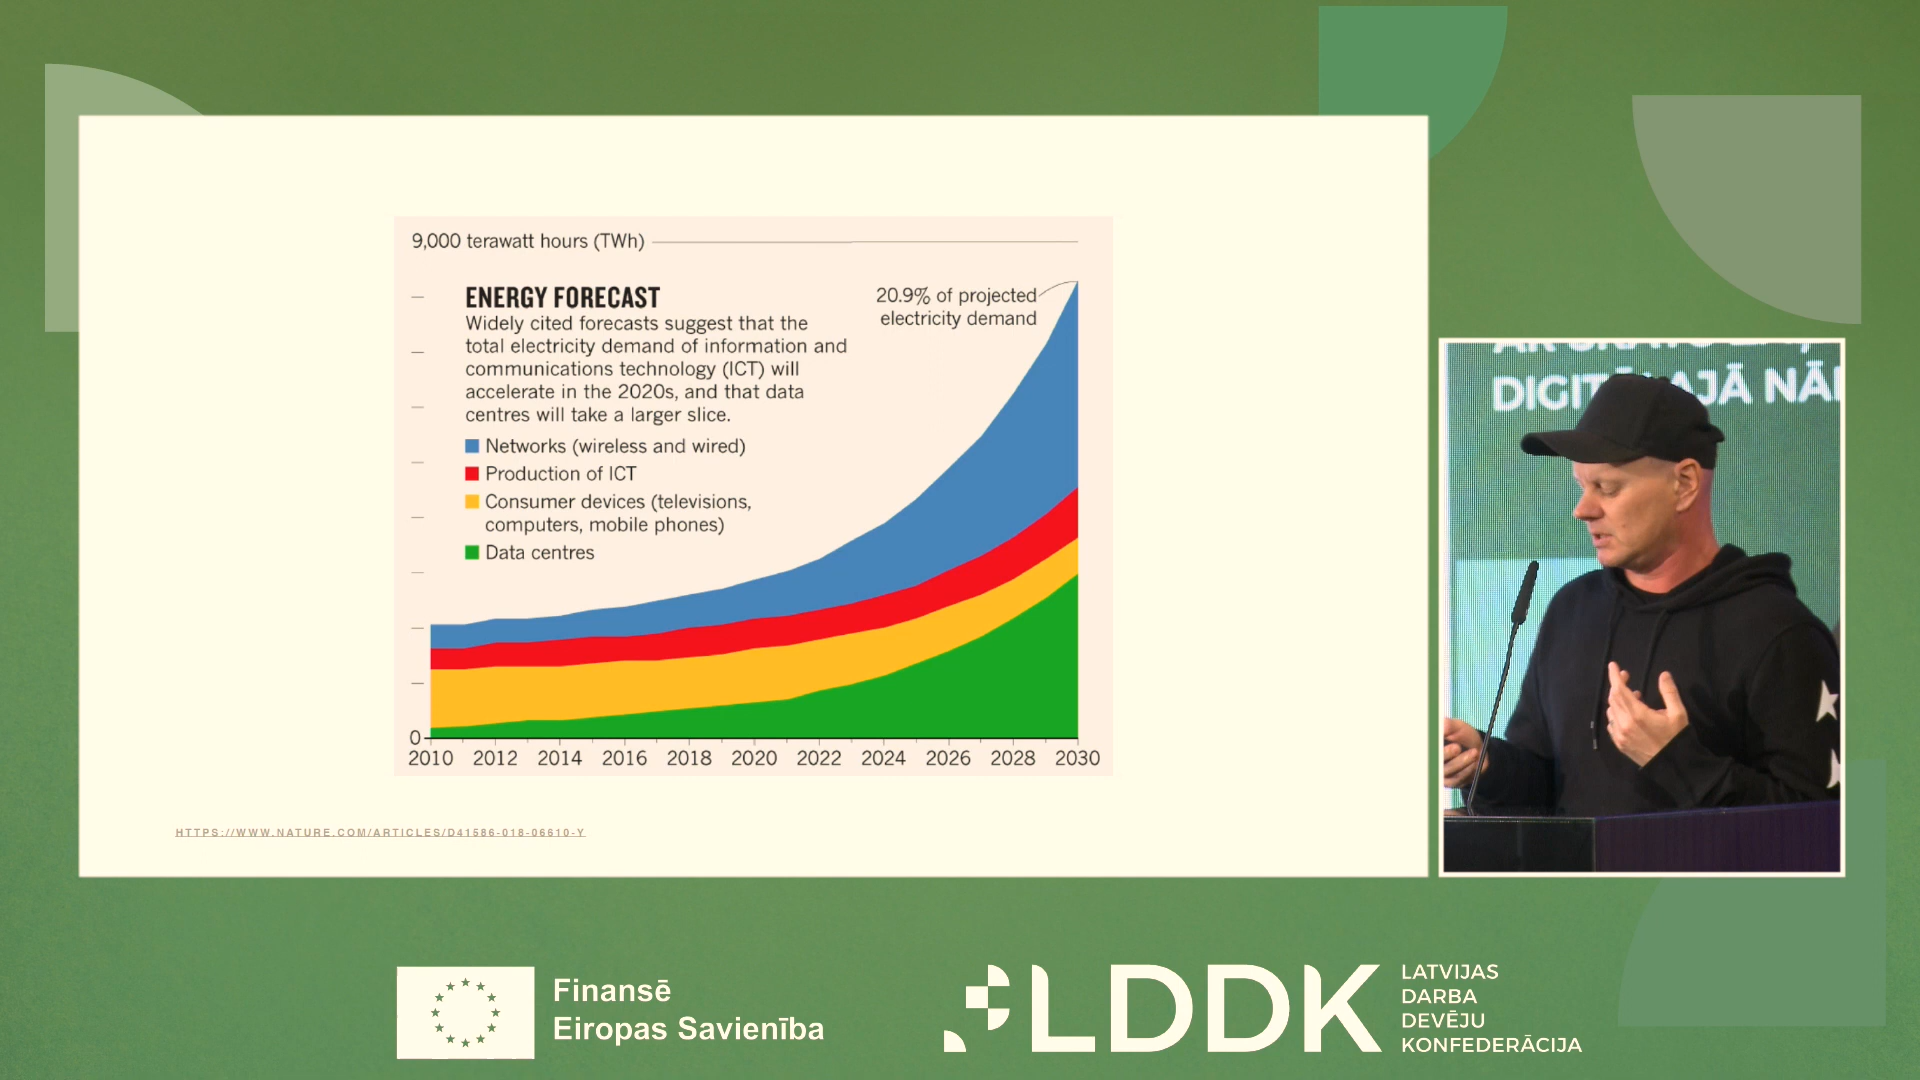 9,000 terawatt hours (TWh)
ENERGY FORECAST
Widely cited forecasts suggest that the
total electricity demand of information and
communications technology (ICT) will
accelerate in the 2020s, and that data
centres will take a larger slice.
20.9% of projected
electricity demand
Networks (wireless and wired)
Production of ICT
Consumer devices (televisions,
computers, mobile phones)
Data centres
0
2010 2012 2014 2016 2018 2020 2022 2024 2026 2028 2030
HTTPS://WWW.NATURE.COM/ARTICLES/D41586-018-06610-Y
Finansē
Eiropas Savienība
LDDK
LATVIJAS
DARBA
DEVĒJU
KONFEDERĀCIJA